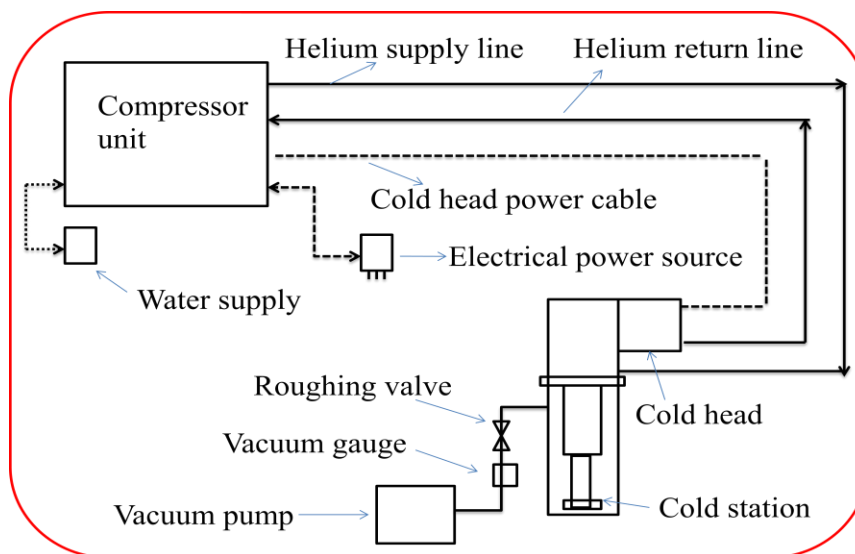 Helium supply line
Helium return line
Compressor
unit
Cold head power cable
Electrical power source
Water supply
Roughing valve
Cold head
Vacuum gauge
Cold station
Vacuum pump